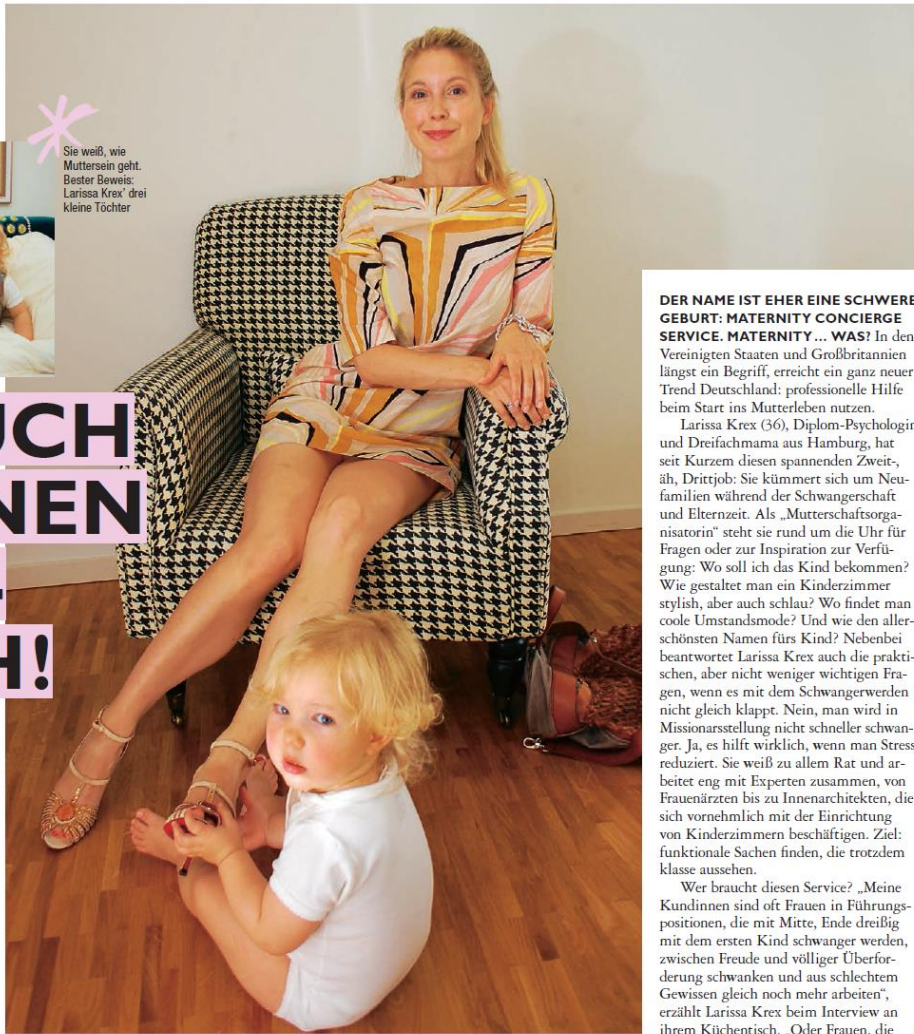 Sie weiß, wie
Muttersein geht.
Bester Beweis:
Larissa Krex’ drei
kleine Töchter
UCH
NEN
H!
DER NAME IST EHER EINE SCHWERE
GEBURT: MATERNITY CONCIERGE
SERVICE. MATERNITY … WAS? In den
Vereinigten Staaten und Großbritannien
längst ein Begriff, erreicht ein ganz neuer
Trend Deutschland: professionelle Hilfe
beim Start ins Mutterleben nutzen.
Larissa Krex (36), Diplom-Psychologin
und Dreifachmama aus Hamburg, hat
seit Kurzem diesen spannenden Zweit-,
äh, Drittjob: Sie kümmert sich um Neu-
familien während der Schwangerschaft
und Elternzeit. Als „Mutterschaftsorga-
nisatorin“ steht sie rund um die Uhr für
Fragen oder zur Inspiration zur Verfü-
gung: Wo soll ich das Kind bekommen?
Wie gestaltet man ein Kinderzimmer
stylish, aber auch schlau? Wo findet man
coole Umstandsmode? Und wie den aller-
schönsten Namen fürs Kind? Nebenbei
beantwortet Larissa Krex auch die prakti-
schen, aber nicht weniger wichtigen Fra-
gen, wenn es mit dem Schwangerwerden
nicht gleich klappt. Nein, man wird in
Missionarsstellung nicht schneller schwan-
ger. Ja, es hilft wirklich, wenn man Stress
reduziert. Sie weiß zu allem Rat und ar-
beitet eng mit Experten zusammen, von
Frauenärzten bis zu Innenarchitekten, die
sich vornehmlich mit der Einrichtung
von Kinderzimmern beschäftigen. Ziel:
funktionale Sachen finden, die trotzdem
klasse aussehen.
Wer braucht diesen Service? „Meine
Kundinnen sind oft Frauen in Führungs-
positionen, die mit Mitte, Ende dreißig
mit dem ersten Kind schwanger werden,
zwischen Freude und völliger Überfor-
derung schwanken und aus schlechtem
Gewissen gleich noch mehr arbeiten“,
erzählt Larissa Krex beim Interview an
ihrem Küchentisch. „Oder Frauen, die